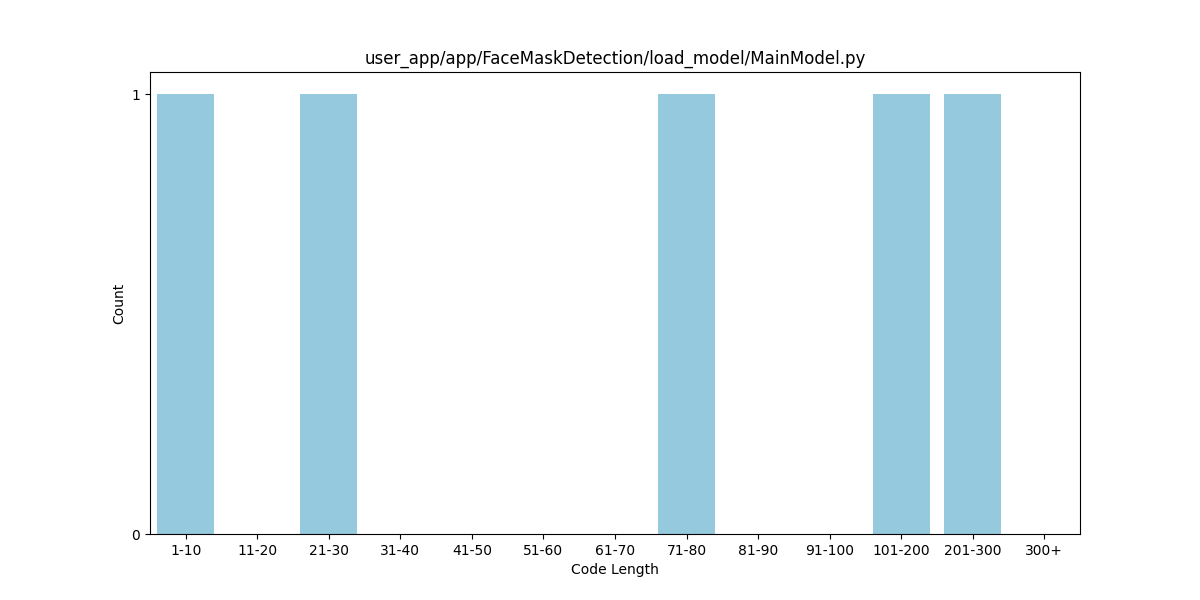 user_app/app/FaceMaskDetection/load_model/MainModel.py
1
Count
0
1-10 11-20 21-30 31-40 41-50 51-60 61-70 71-80 81-90 91-100 101-200 201-300 300+
Code Length